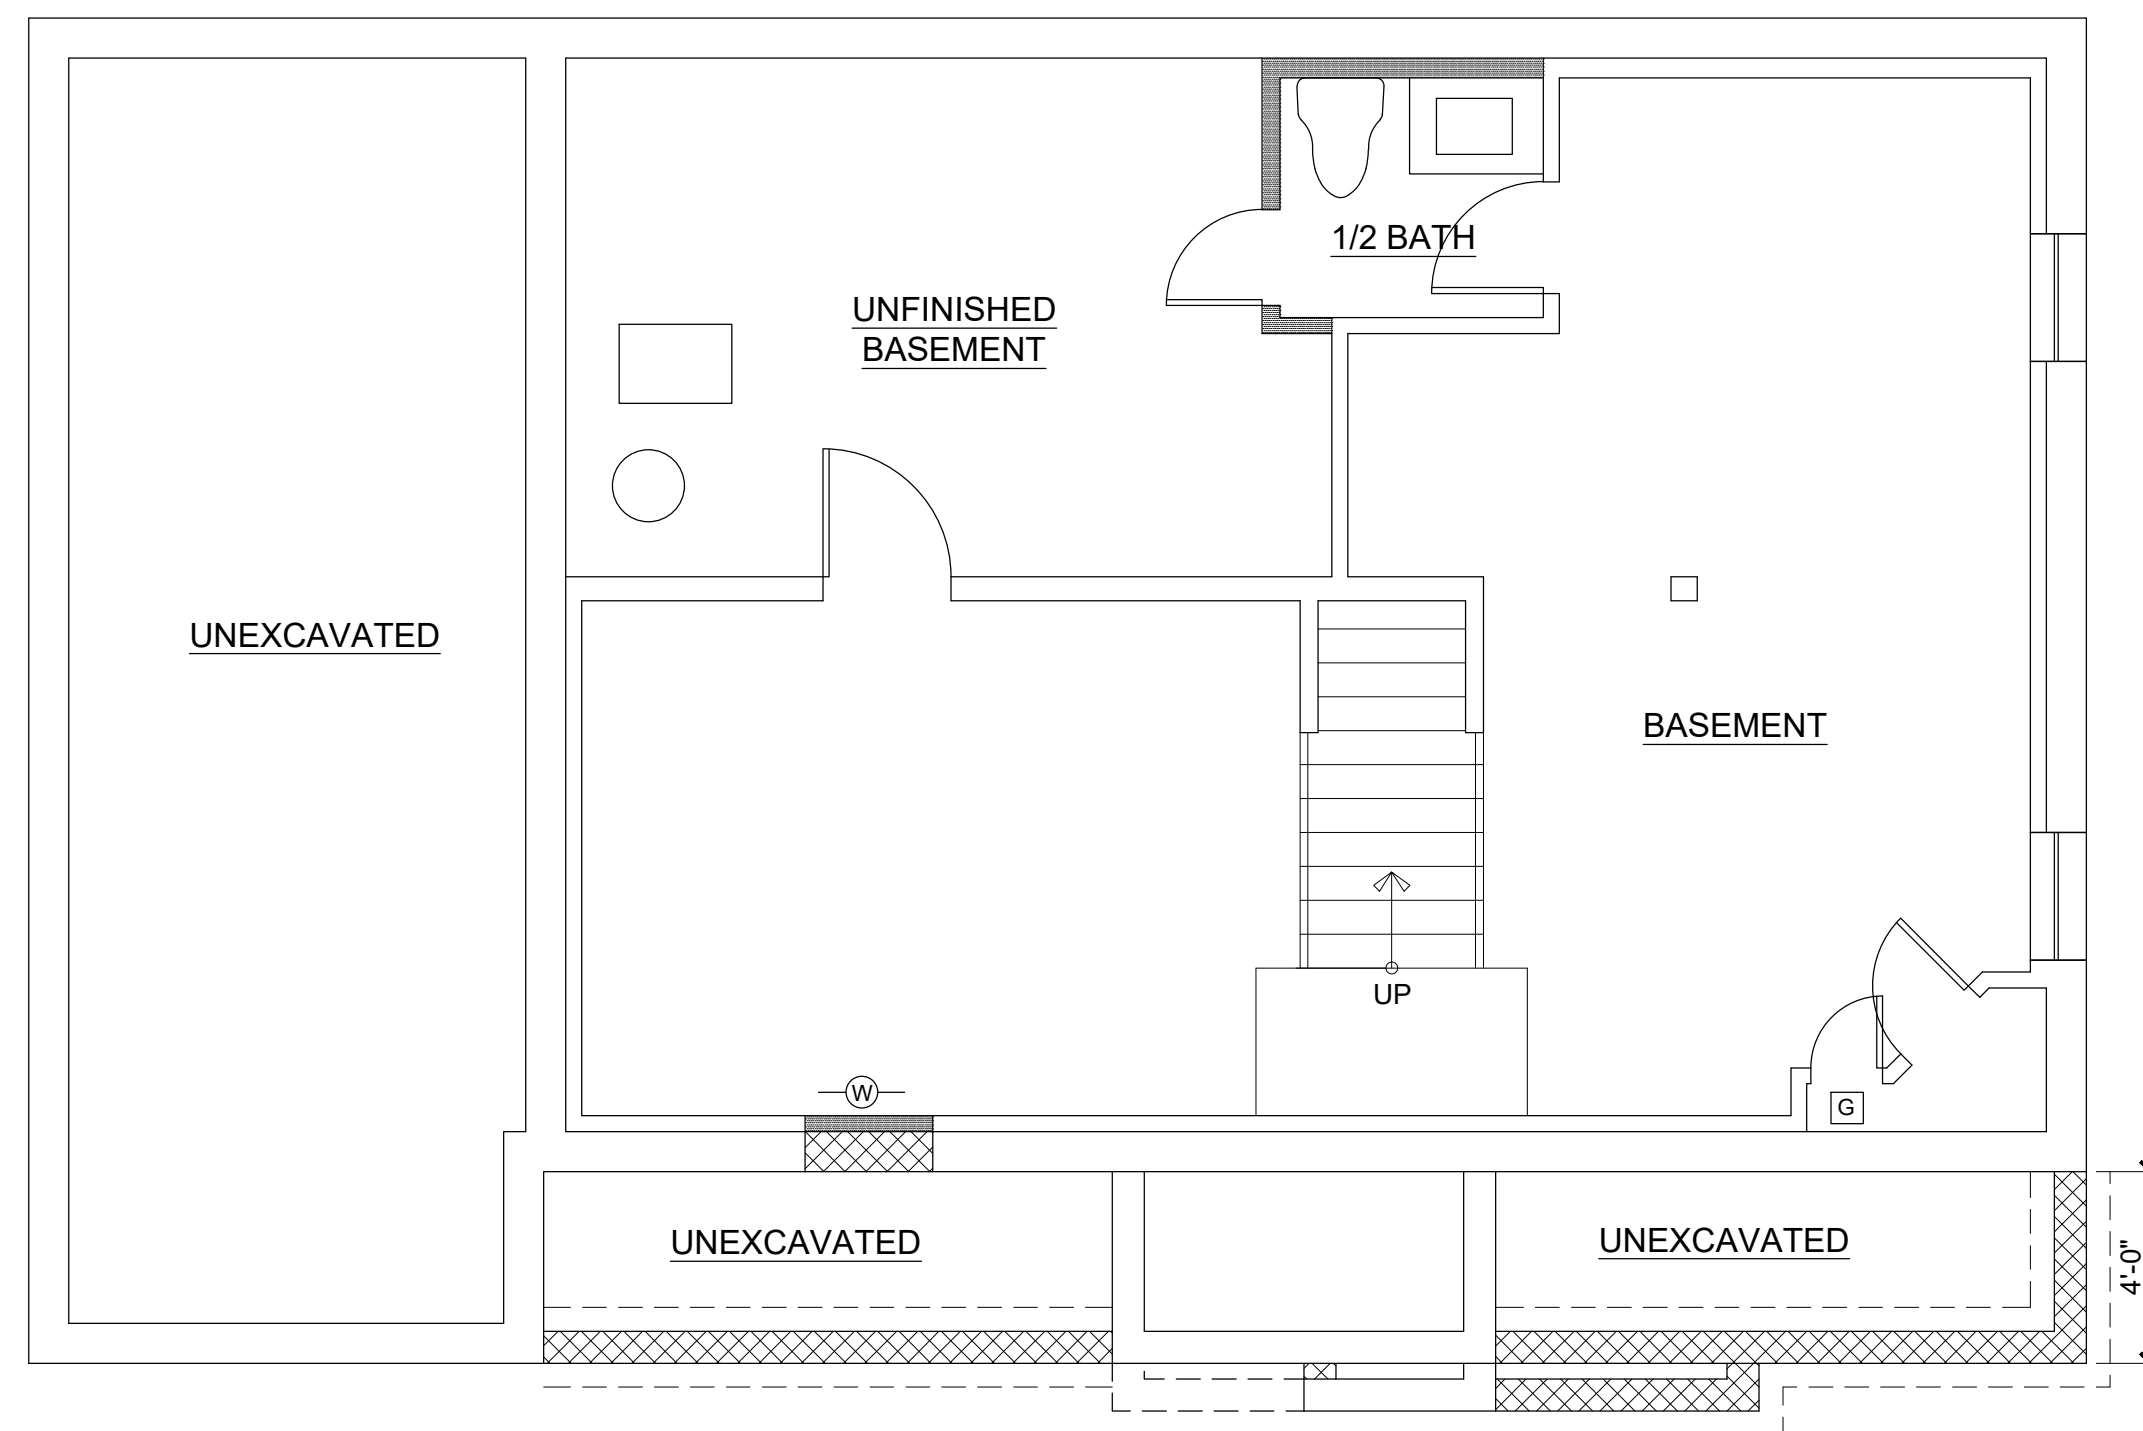 1/2 BATH
UNFINISHED
BASEMENT
UNEXCAVATED
BASEMENT
UP
W
G
UNEXCAVATED
UNEXCAVATED
4'-0"